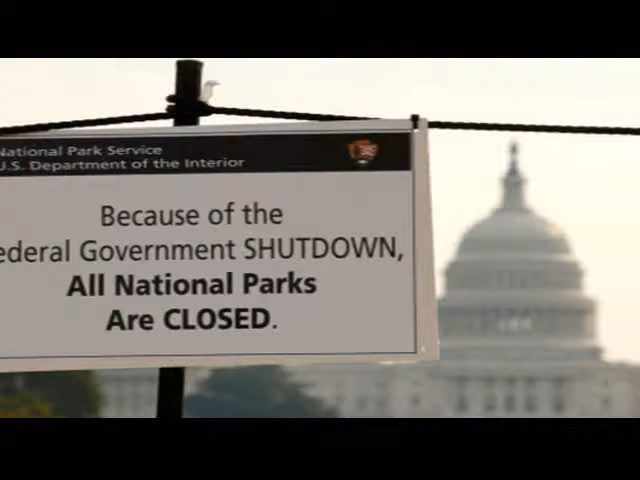 National Park Service
U.S. Department of the Interior
Because of the
ederal Government SHUTDOWN,
All National Parks
Are CLOSED.